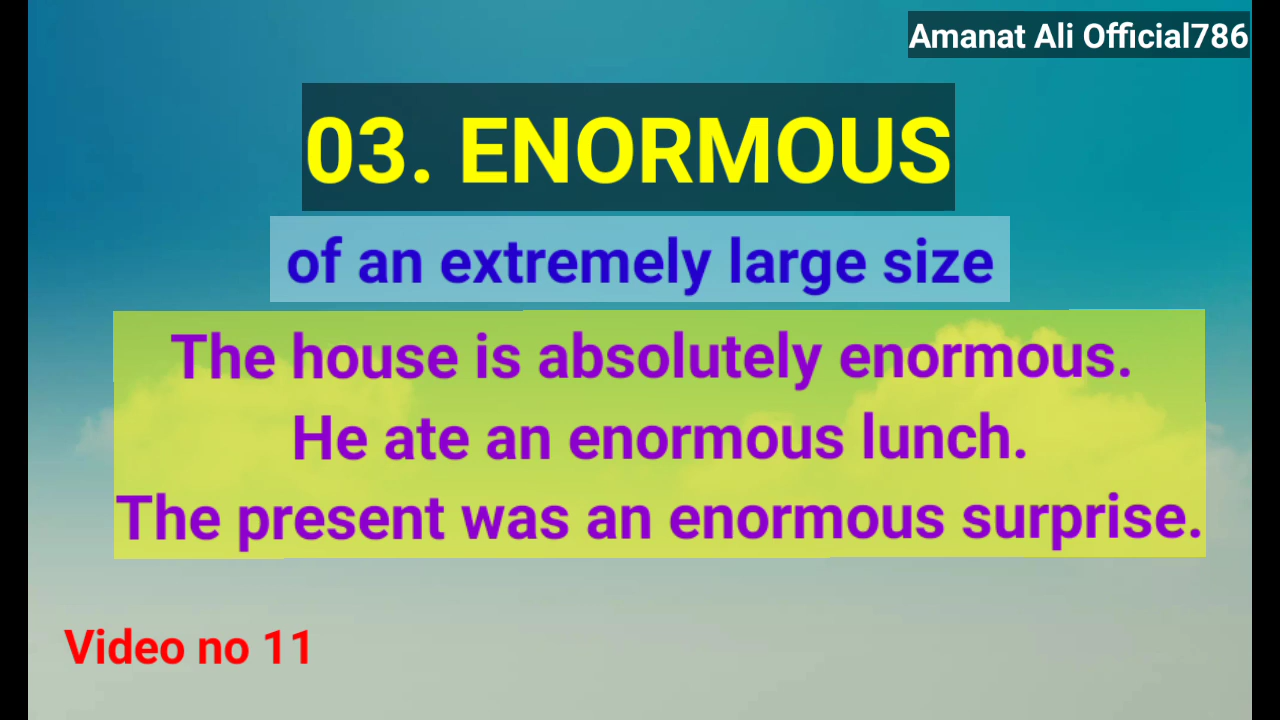 Amanat Ali Official786
03. ENORMOUS
of an extremely large size
The house is absolutely enormous.
He ate an enormous lunch.
The present was an enormous surprise.
Video no 11